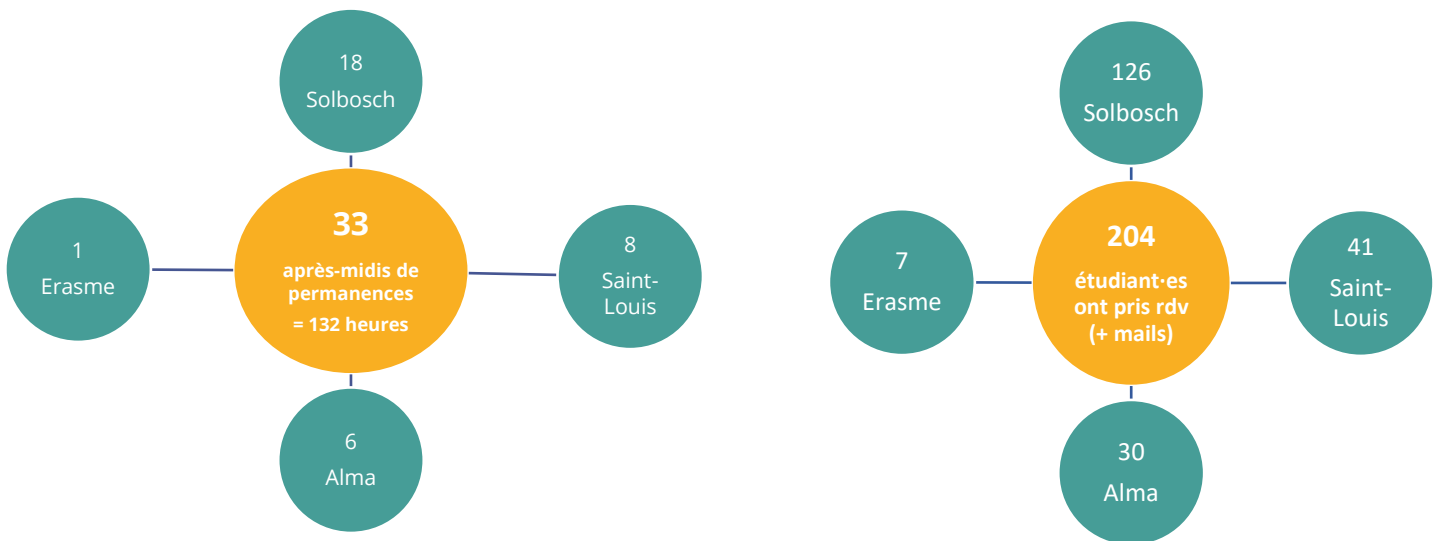 18
Solbosch
33
après-midis de
permanences
= 132 heures
1
Erasme
8
Saint-
Louis
6
Alma
126
Solbosch
204
étudiant·es
ont pris rdv
(+ mails)
7
Erasme
41
Saint-
Louis
30
Alma